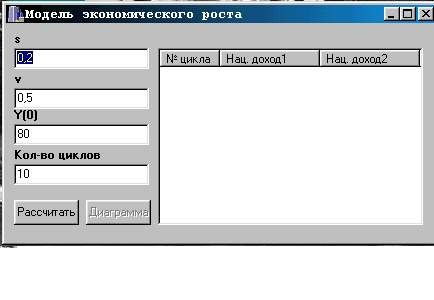 Модель экономического роста
s
0,2
v
0,5
Y(0)
80
Кол-во циклов
10
Рассчитать Диаграмма
№ цикла Нац. доход1 Нац. доход2